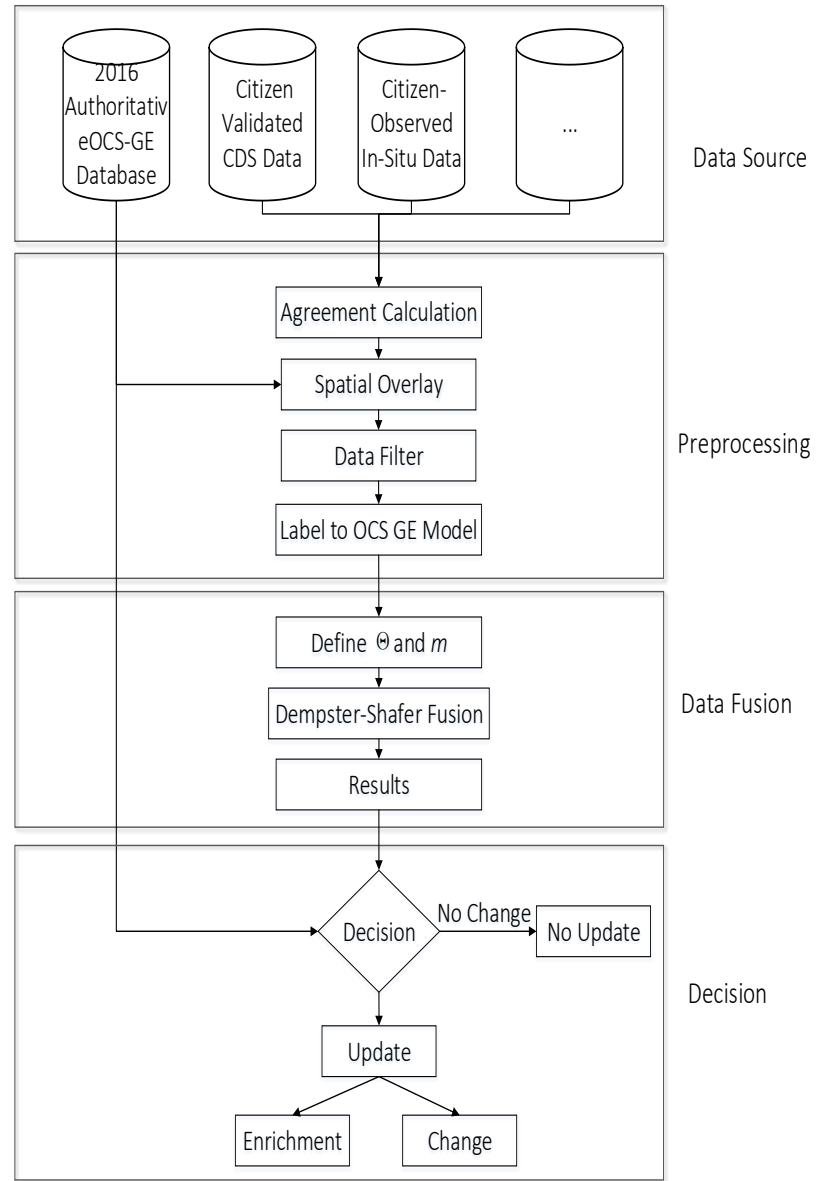 2016
Authoritativ
eOCS-GE
Database
Citizen
Validated
CDS Data
Citizen-
Observed
In-Situ Data
...
Data Source
Agreement Calculation
Spatial Overlay
Data Filter
Label to OCS GE Model
Preprocessing
Define Θ and m
Dempster-Shafer Fusion
Results
Data Fusion
Decision
No Change
No Update
Update
Enrichment
Change
Decision